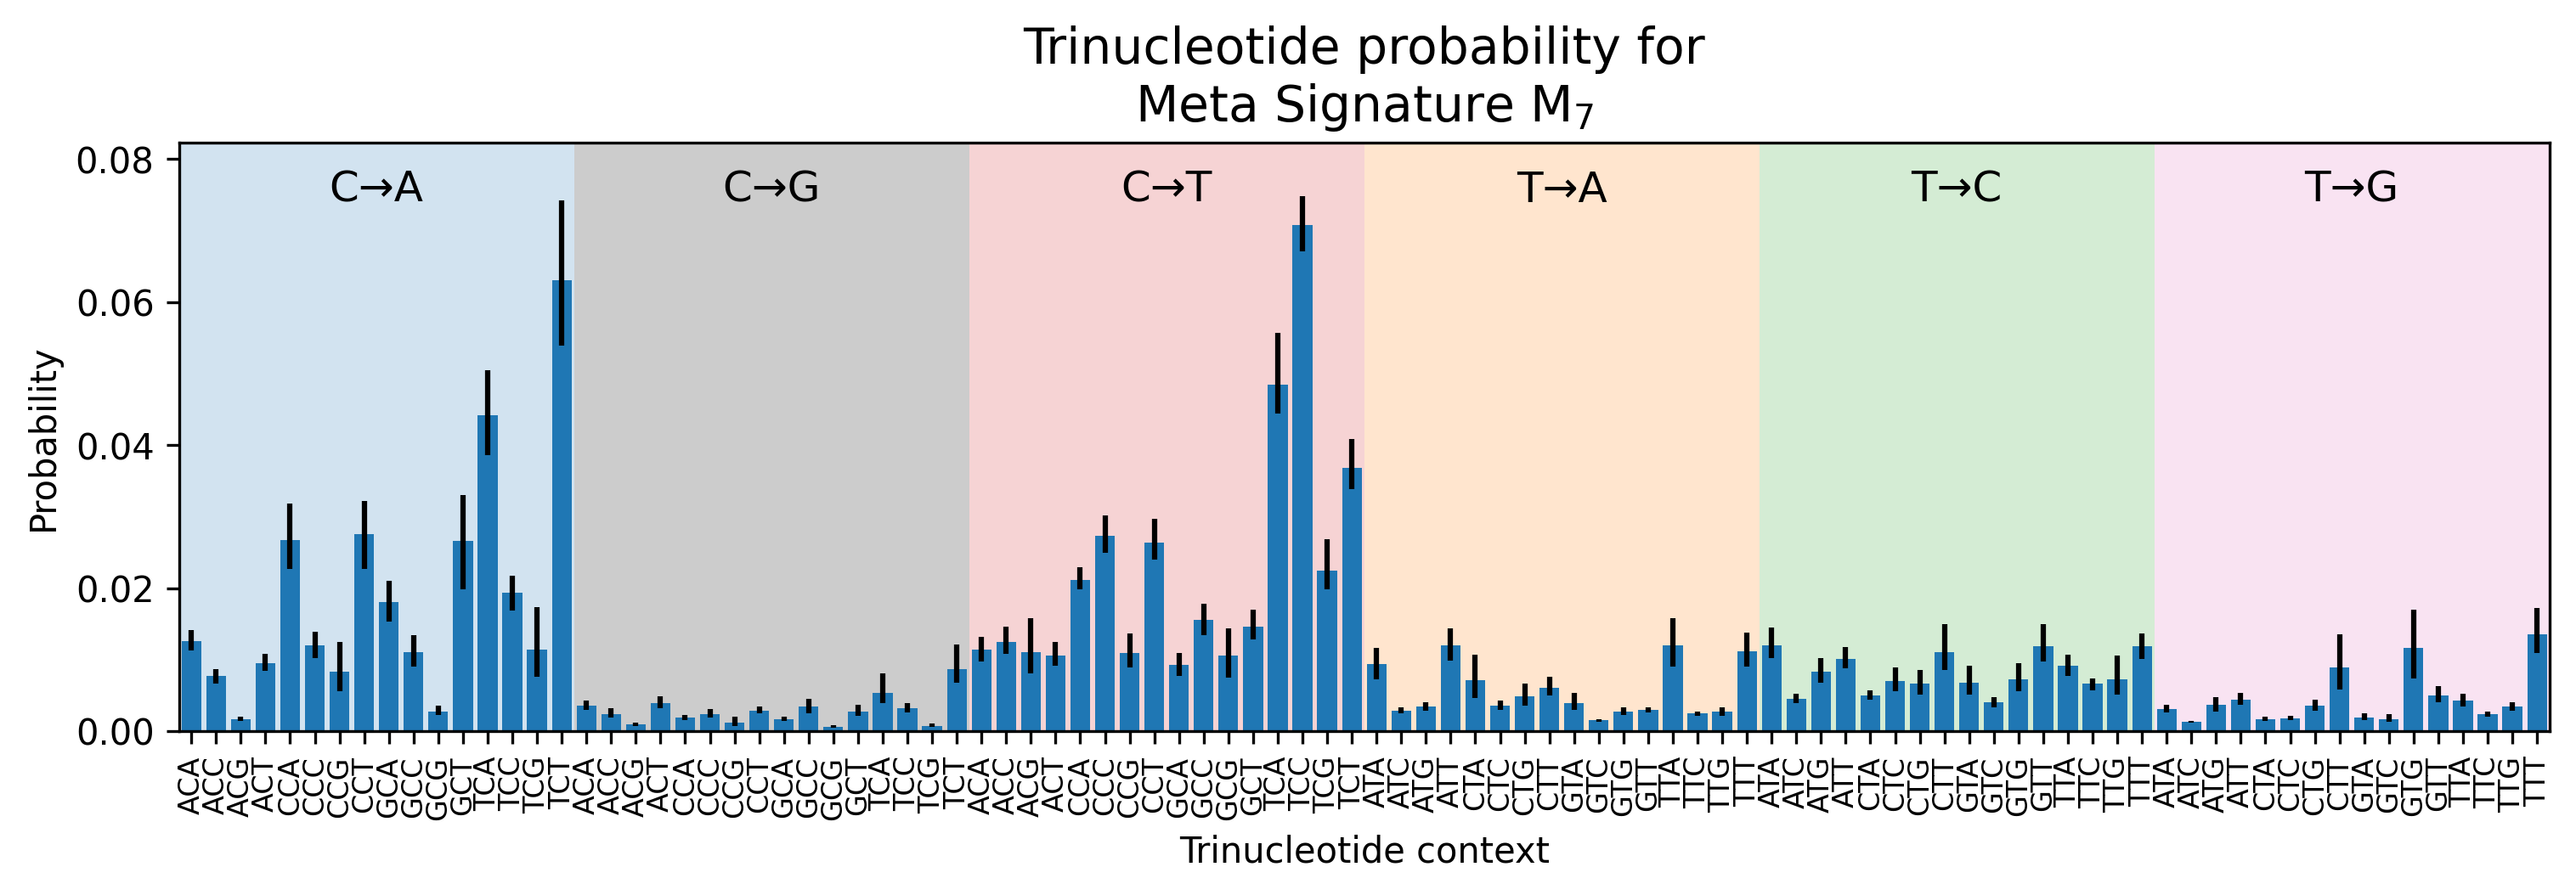 Trinucleotide probability for
Meta Signature M₇
0.08
C→A C→G C→T T→A T→C T→G
0.06
0.04
0.02
0.00
Probability
ACA ACC ACG ACT CCA CCC CCG CCT GCA GCC GCG GCT TCA TCC TCG TCT ACA ACC ACG ACT CCA CCC CCG CCT GCA GCC GCG GCT TCA TCC TCG TCT ACA ACC ACG ACT CCA CCC CCG CCT GCA GCC GCG GCT TCA TCC TCG TCT ATA ATC ATG ATT CTA CTC CTG CTT GTA GTC GTG GTT TTA TTC TTG TTT ATA ATC ATG ATT CTA CTC CTG CTT GTA GTC GTG GTT TTA TTC TTG TTT ATA ATC ATG ATT CTA CTC CTG CTT GTA GTC GTG GTT TTA TTC TTG TTT
Trinucleotide context